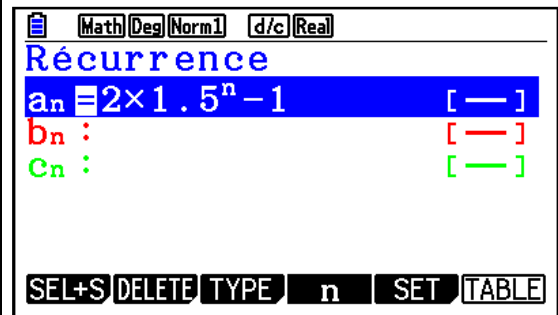 Math Deg Norm1 d/c Real
Récurrence
aₙ=2×1.5ⁿ−1 [—]
bₙ: [—]
cₙ: [—]
SEL+S DELETE TYPE n SET TABLE